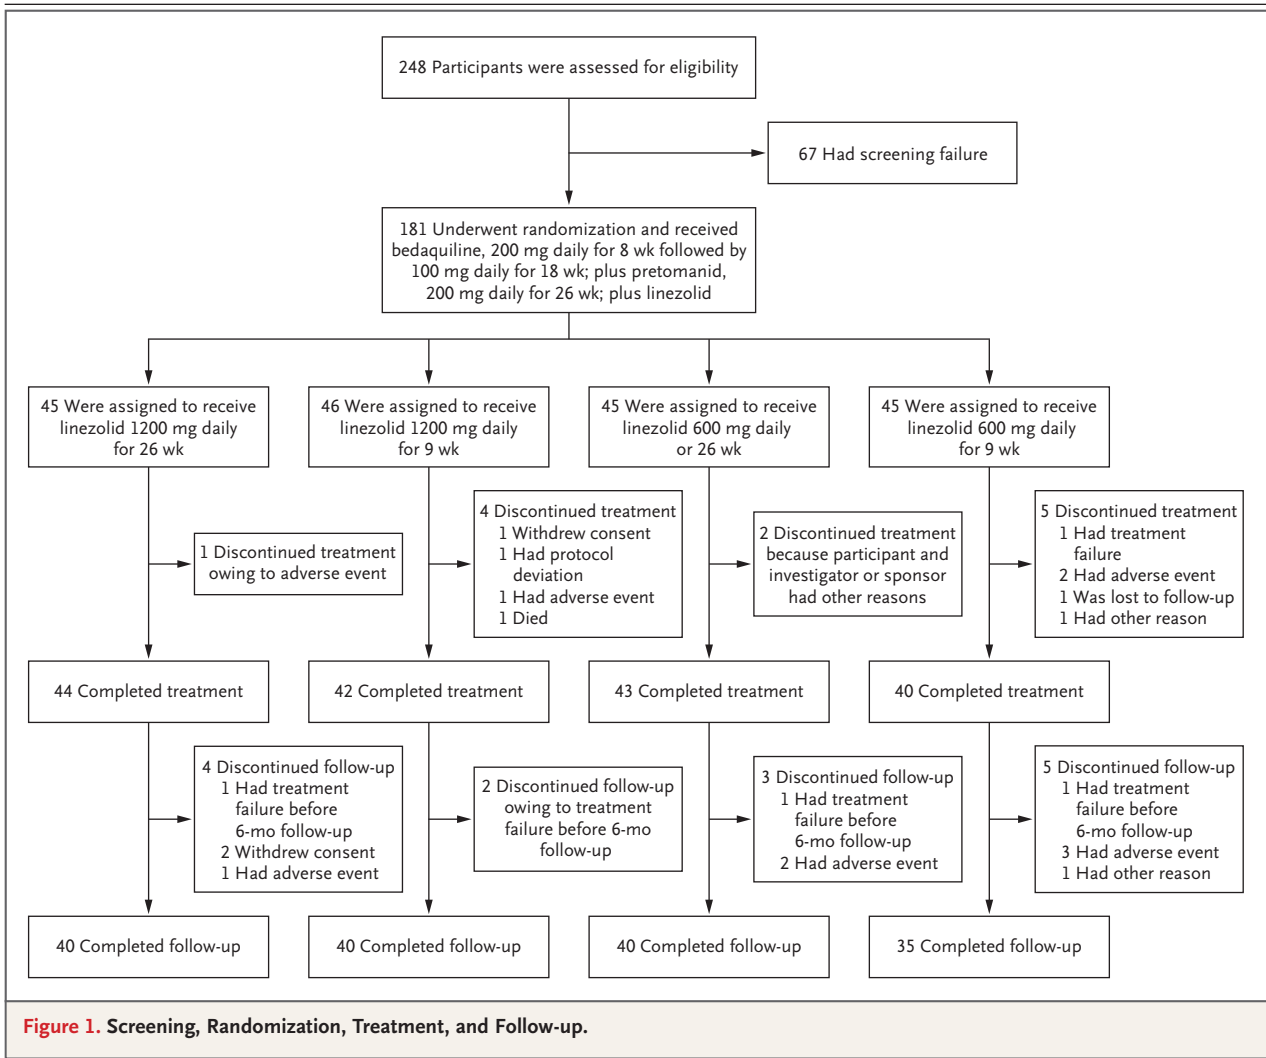 248 Participants were assessed for eligibility
67 Had screening failure
181 Underwent randomization and received
bedaquiline, 200 mg daily for 8 wk followed by
100 mg daily for 18 wk; plus pretomanid,
200 mg daily for 26 wk; plus linezolid
45 Were assigned to receive
linezolid 1200 mg daily
for 26 wk
46 Were assigned to receive
linezolid 1200 mg daily
for 9 wk
45 Were assigned to receive
linezolid 600 mg daily
or 26 wk
45 Were assigned to receive
linezolid 600 mg daily
for 9 wk
1 Discontinued treatment
owing to adverse event
4 Discontinued treatment
1 Withdrew consent
1 Had protocol
deviation
1 Had adverse event
1 Died
2 Discontinued treatment
because participant and
investigator or sponsor
had other reasons
5 Discontinued treatment
1 Had treatment
failure
2 Had adverse event
1 Was lost to follow-up
1 Had other reason
44 Completed treatment
42 Completed treatment
43 Completed treatment
40 Completed treatment
4 Discontinued follow-up
1 Had treatment
failure before
6-mo follow-up
2 Withdrew consent
1 Had adverse event
2 Discontinued follow-up
owing to treatment
failure before 6-mo
follow-up
3 Discontinued follow-up
1 Had treatment
failure before
6-mo follow-up
2 Had adverse event
5 Discontinued follow-up
1 Had treatment
failure before
6-mo follow-up
3 Had adverse event
1 Had other reason
40 Completed follow-up
40 Completed follow-up
40 Completed follow-up
35 Completed follow-up
Figure 1. Screening, Randomization, Treatment, and Follow-up.